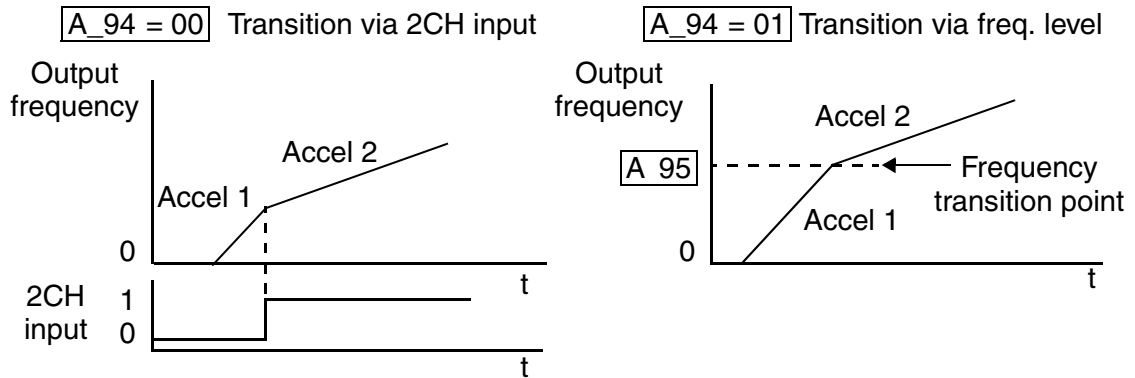 A_94 = 00 Transition via 2CH input
Output
frequency
Accel 2
Accel 1
0
t
2CH
input
1
0
t
A_94 = 01 Transition via freq. level
Output
frequency
Accel 2
A 95
Frequency
transition point
Accel 1
0
t